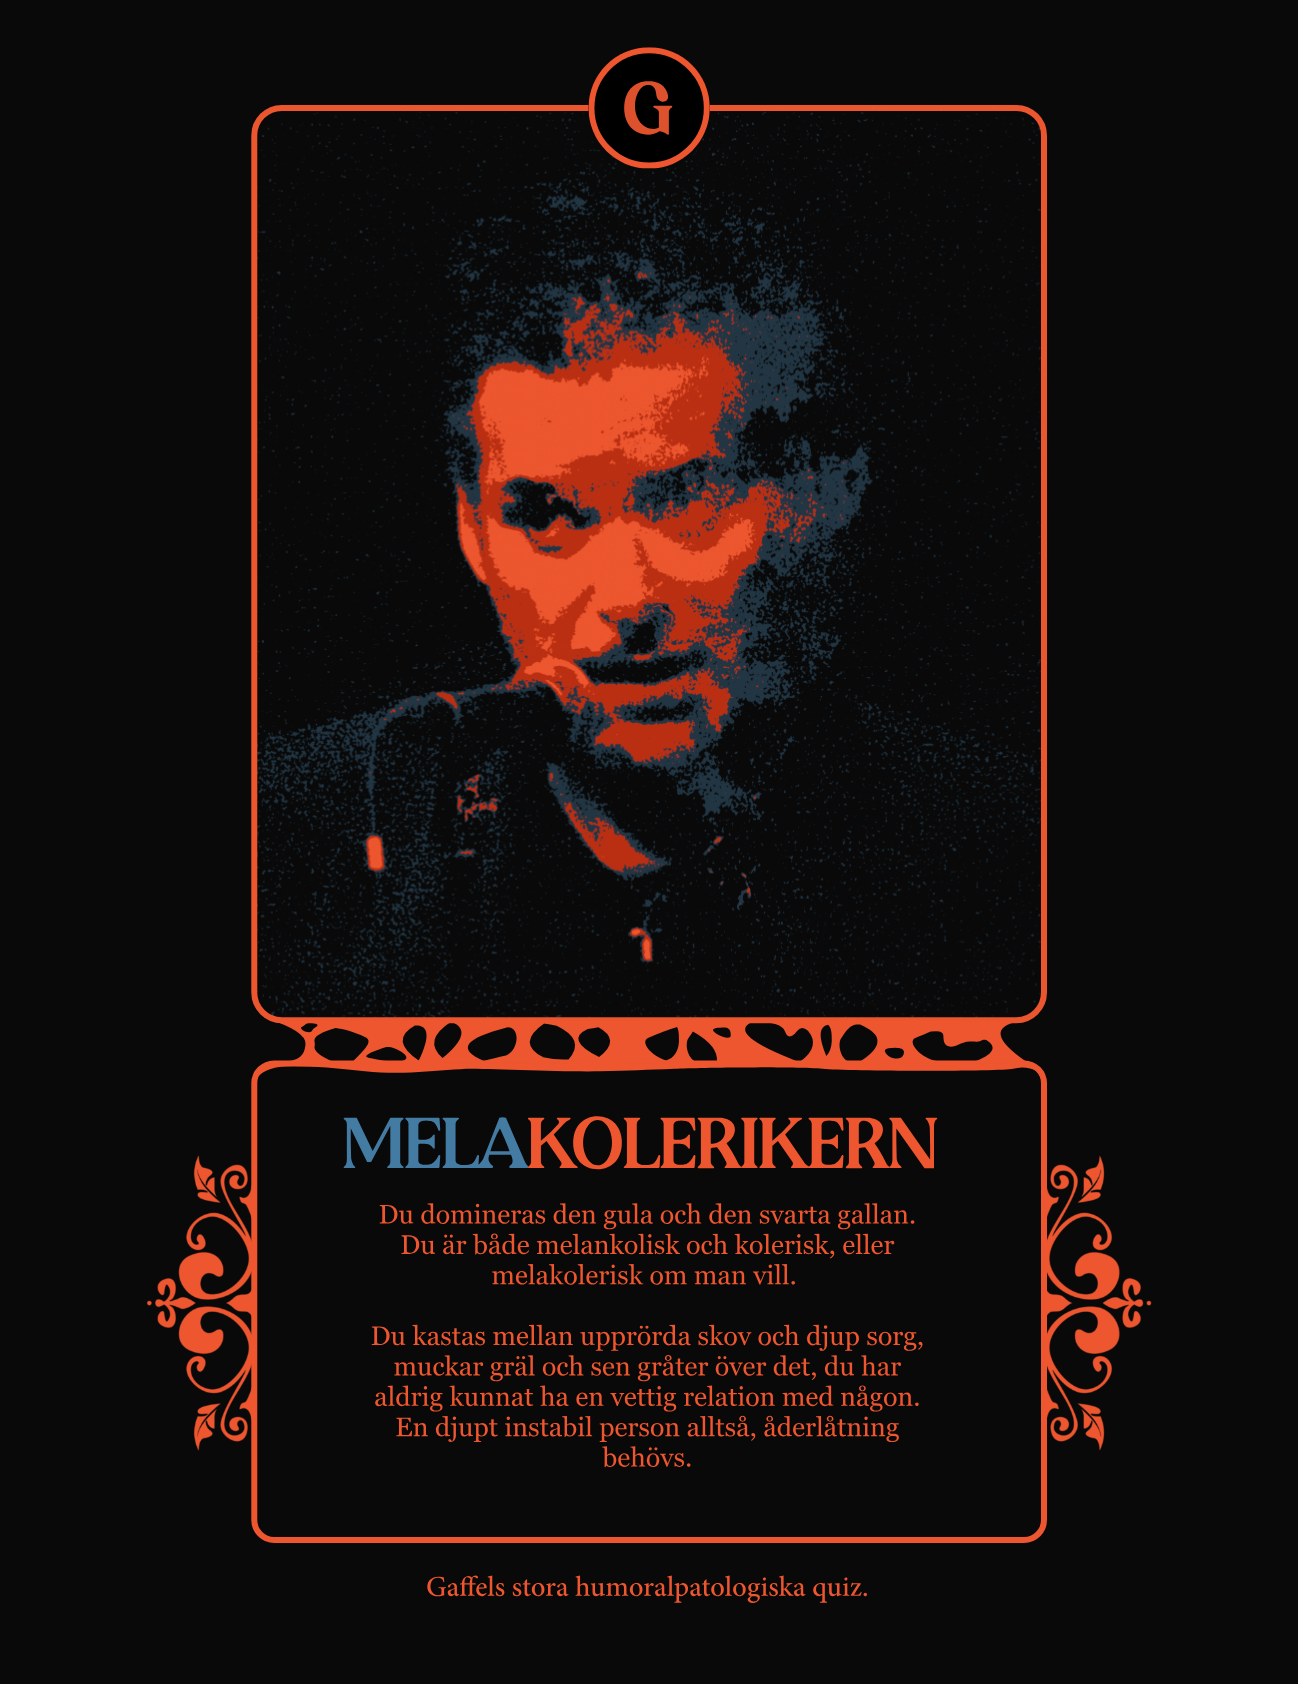 G
MELAKOLERIKERN
Du domineras den gula och den svarta gallan.
Du är både melankolisk och kolerisk, eller
melakolerisk om man vill.
Du kastas mellan upprörda skov och djup sorg,
muckar gräl och sen gråter över det, du har
aldrig kunnat ha en vettig relation med någon.
En djupt instabil person alltså, åderlåtning
behövs.
Gaffels stora humoralpatologiska quiz.